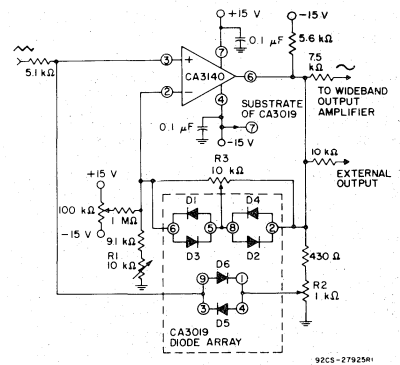 +15 V
-15 V
0.1 µF
5.6 kΩ
7
7.5
kΩ
3
+
CA3140
6
5.1 kΩ
2
−
4
TO WIDEBAND
OUTPUT
AMPLIFIER
SUBSTRATE
OF CA3019
0.1 µF
7
-15 V
R3
10 kΩ
10 kΩ
EXTERNAL
OUTPUT
+15 V
100 kΩ
1 MΩ
-15 V
D1
D4
6
5
8
2
9.1 kΩ
D3
D2
R1
10 kΩ
430 Ω
D6
9
1
R2
1 kΩ
3
4
D5
CA3019
DIODE ARRAY
92CS-27925R1